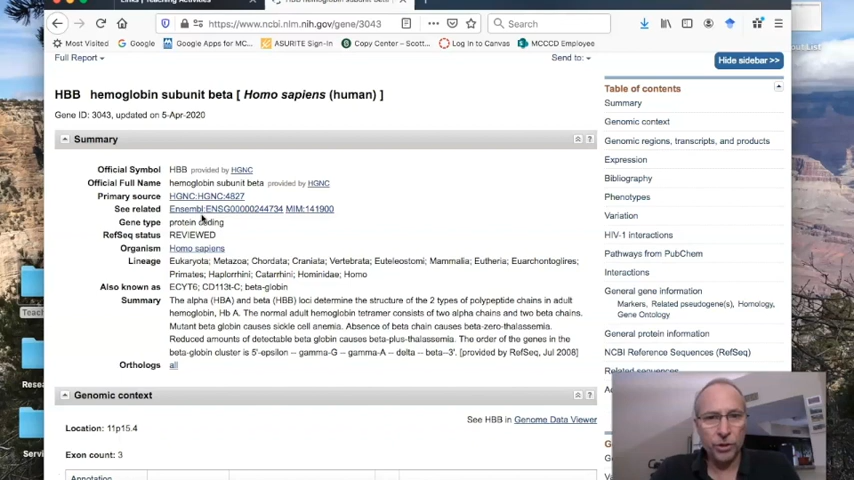 Links | Teaching Activities
hemoglobin subunit beta [
https://www.ncbi.nlm.nih.gov/gene/3043
Search
Most Visited
Google
Google Apps for MC...
ASURITE Sign-In
Copy Center – Scott...
Log In to Canvas
MCCCD Employee
Full Report
Send to:
Hide sidebar >>
HBB hemoglobin subunit beta [ Homo sapiens (human) ]
Gene ID: 3043, updated on 5-Apr-2020
Summary
Official Symbol HBB provided by HGNC
Official Full Name hemoglobin subunit beta provided by HGNC
Primary source HGNC:HGNC:4827
See related Ensembl:ENSG00000244734 MIM:141900
Gene type protein coding
RefSeq status REVIEWED
Organism Homo sapiens
Lineage Eukaryota; Metazoa; Chordata; Craniata; Vertebrata; Euteleostomi; Mammalia; Eutheria; Euarchontoglires;
Primates; Haplorrhini; Catarrhini; Hominidae; Homo
Also known as ECYT6; CD113t-C; beta-globin
Summary The alpha (HBA) and beta (HBB) loci determine the structure of the 2 types of polypeptide chains in adult
hemoglobin, Hb A. The normal adult hemoglobin tetramer consists of two alpha chains and two beta chains.
Mutant beta globin causes sickle cell anemia. Absence of beta chain causes beta-zero-thalassemia.
Reduced amounts of detectable beta globin causes beta-plus-thalassemia. The order of the genes in the
beta-globin cluster is 5'-epsilon -- gamma-G -- gamma-A -- delta -- beta--3'. [provided by RefSeq, Jul 2008]
Orthologs all
Genomic context
See HBB in Genome Data Viewer
Location: 11p15.4
Exon count: 3
Annotation
Table of contents
Summary
Genomic context
Genomic regions, transcripts, and products
Expression
Bibliography
Phenotypes
Variation
HIV-1 interactions
Pathways from PubChem
Interactions
General gene information
Markers, Related pseudogene(s), Homology,
Gene Ontology
General protein information
NCBI Reference Sequences (RefSeq)
Related sequences
Teac
Resea
Servi